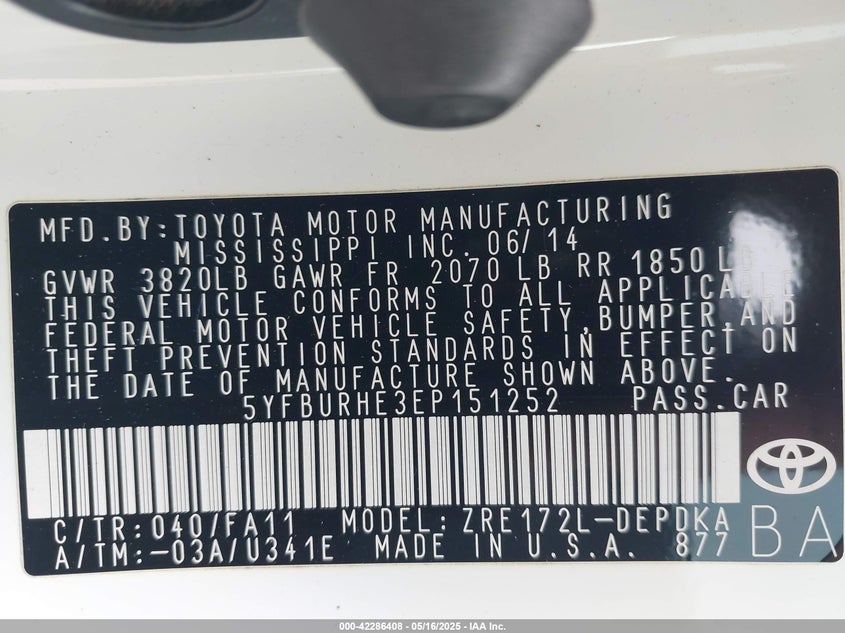 MFD.BY:TOYOTA MOTOR MANUFACTURING
MISSISSIPPI INC. 06/14
GVWR 3820LB GAWR FR 2070 LB RR 1850 LB
THIS VEHICLE CONFORMS TO ALL APPLICABLE
FEDERAL MOTOR VEHICLE SAFETY,BUMPER,AND
THEFT PREVENTION STANDARDS IN EFFECT ON
THE DATE OF MANUFACTURE SHOWN ABOVE.
5YFBURHE3EP151252 PASS.CAR
C/TR:040/FA11 MODEL:ZRE172L-DEPDKA
A/TM:-03A/U341E MADE IN U.S.A. 877
BA
000-42286408 - 05/16/2025 - IAA Inc.